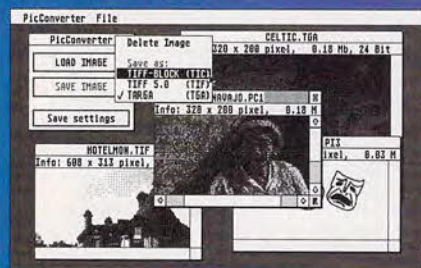 PicConverter File
PicConverter
LOAD IMAGE
SAVE IMAGE
Save settings
Delete Image
Save as:
TIFF-BLOCK (TIC)
TIFF 5.0 (TIF)
✓ TARGA (TGA)
CELTIC.TGA
320 x 200 pixel, 0.18 Mb, 24 Bit
NAVAJO.PC1
Info: 320 x 200 pixel, 0.18 M
HOTELMON.TIF
Info: 608 x 313 pixel,
PI3
ixel, 0.03 M